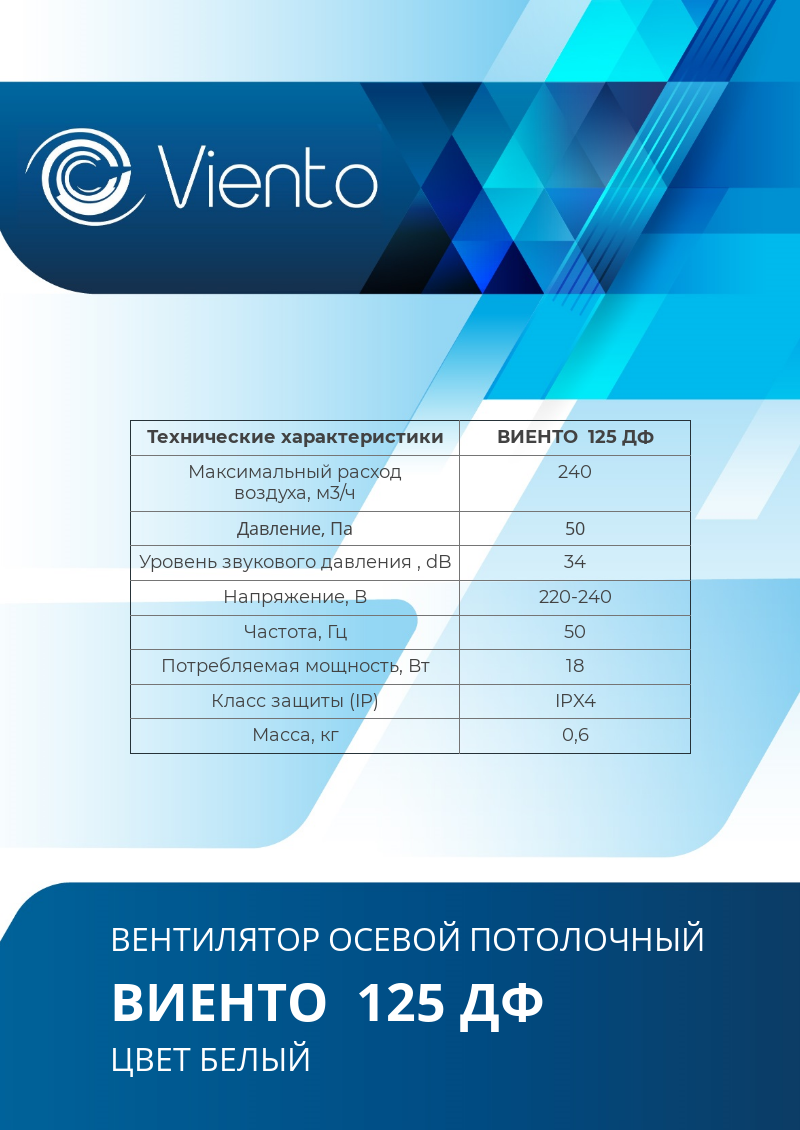 Viento
Технические характеристики ВИЕНТО 125 ДФ
Максимальный расход 240
воздуха, м3/ч
Давление, Па 50
Уровень звукового давления , dB 34
Напряжение, В 220-240
Частота, Гц 50
Потребляемая мощность, Вт 18
Класс защиты (IP) IPX4
Масса, кг 0,6
ВЕНТИЛЯТОР ОСЕВОЙ ПОТОЛОЧНЫЙ
ВИЕНТО 125 ДФ
ЦВЕТ БЕЛЫЙ